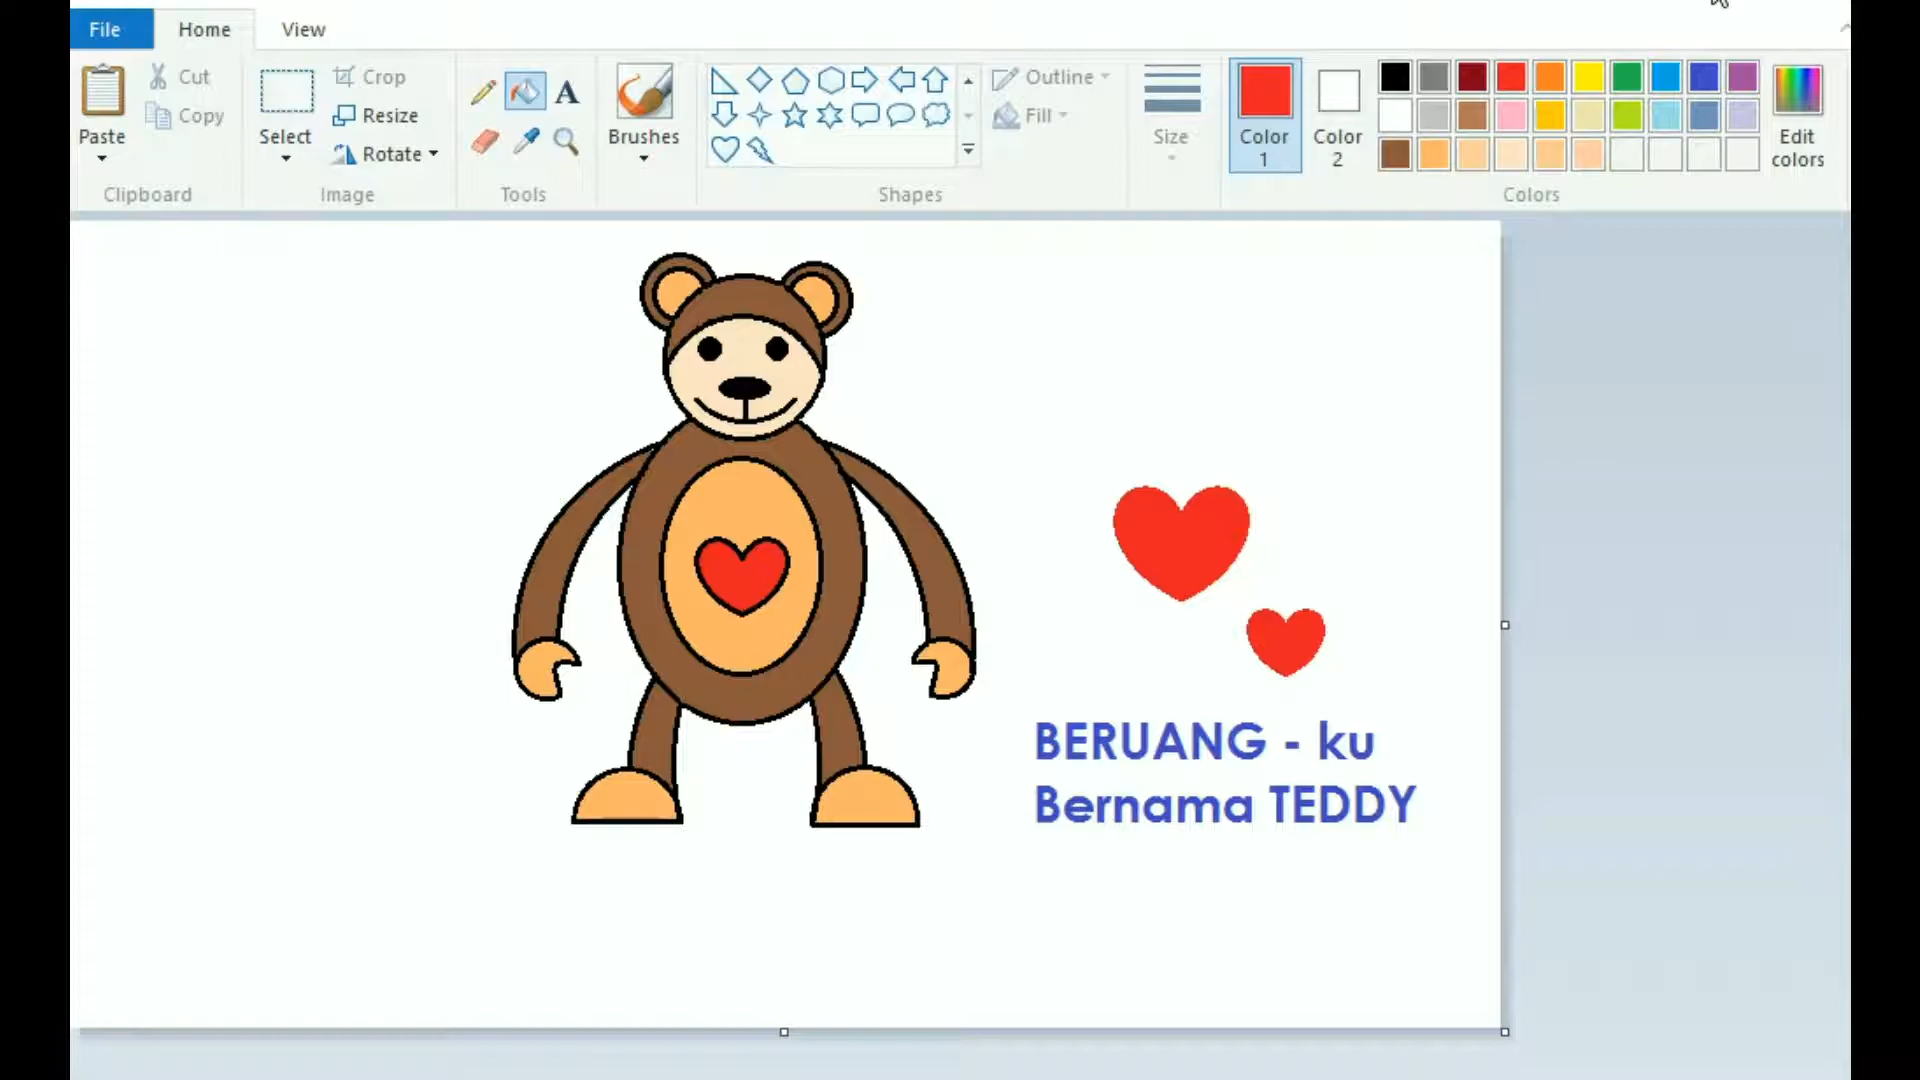 File Home View
Paste Cut Copy Clipboard
Select Crop Resize Rotate Image
A Tools
Brushes
Shapes Outline Fill
Size
Color 1 Color 2 Edit colors Colors
BERUANG - ku
Bernama TEDDY